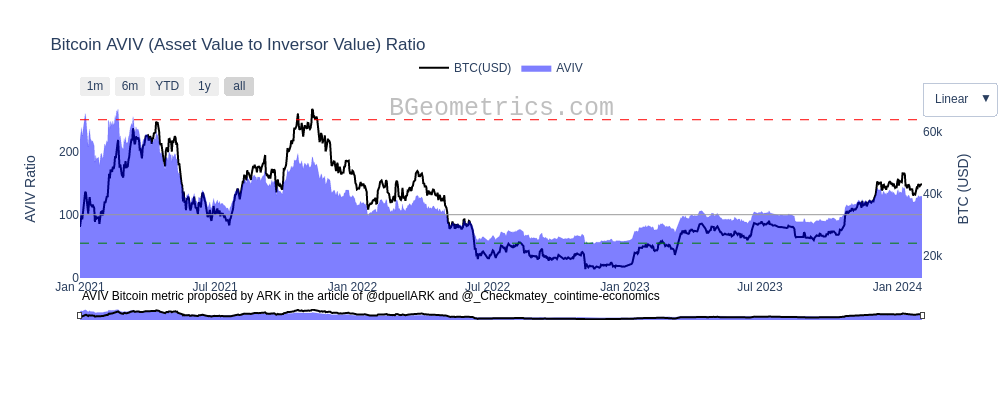 Bitcoin AVIV (Asset Value to Inversor Value) Ratio
BTC(USD) AVIV
1m 6m YTD 1y all
Linear ▼
BGeometrics.com
60k
200
AVIV Ratio
BTC (USD)
40k
100
20k
0
Jan 2021 Jul 2021 Jan 2022 Jul 2022 Jan 2023 Jul 2023 Jan 2024
AVIV Bitcoin metric proposed by ARK in the article of @dpuellARK and @_Checkmatey_cointime-economics